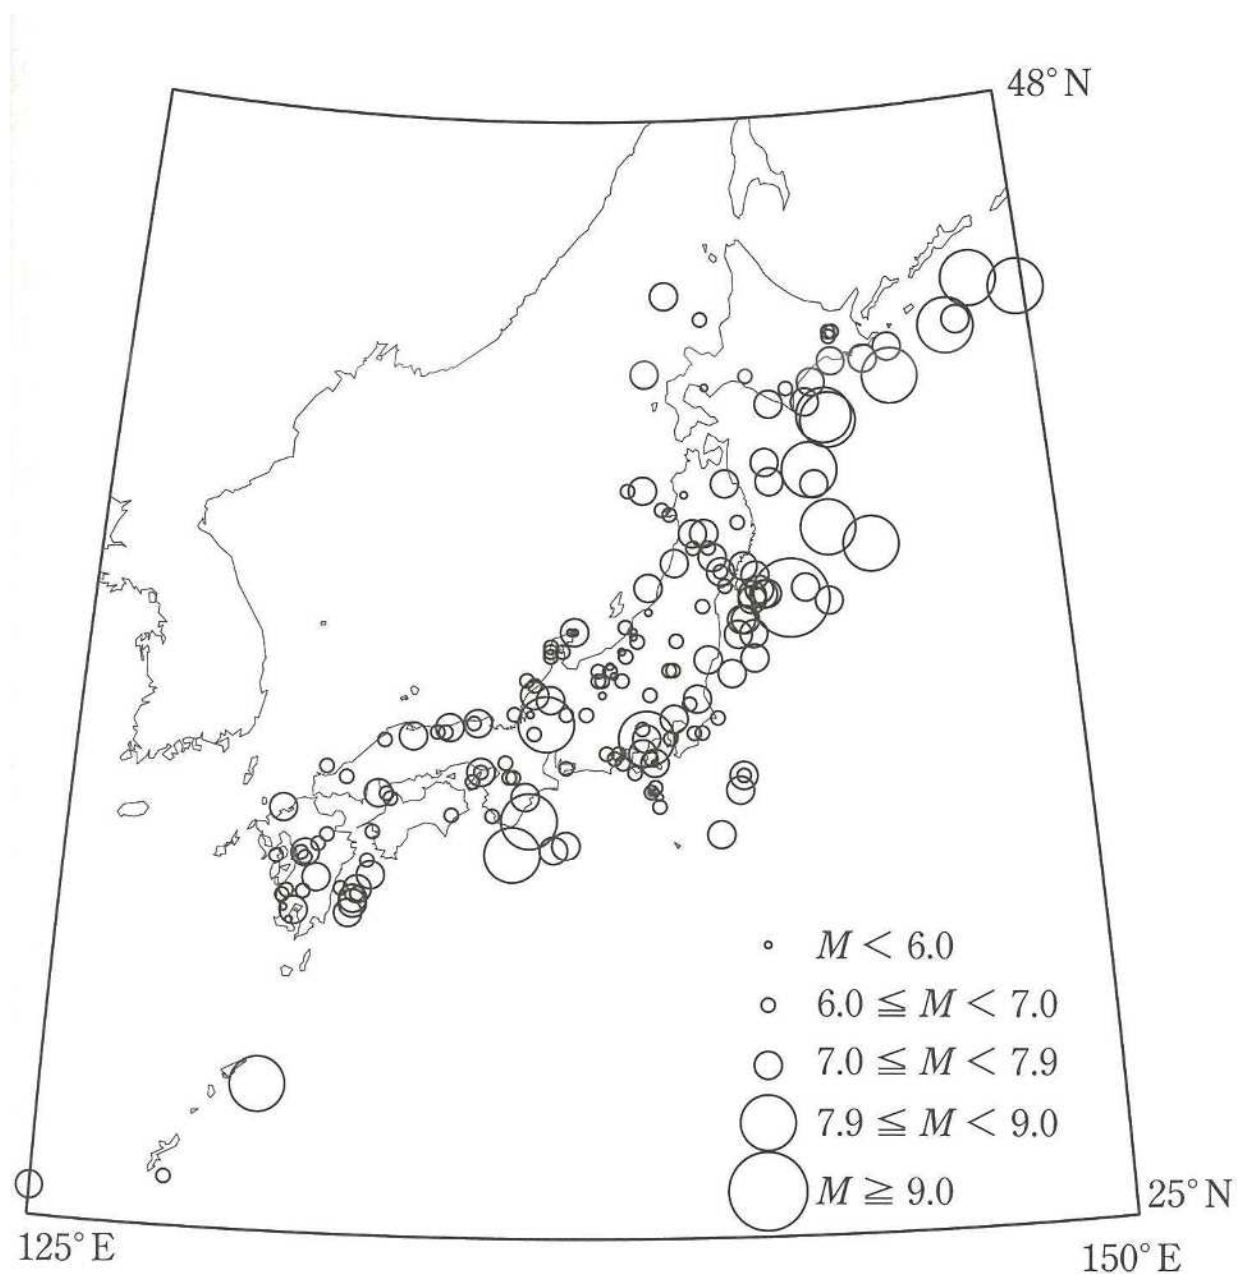 48°N
M < 6.0
6.0 ≦ M < 7.0
7.0 ≦ M < 7.9
7.9 ≦ M < 9.0
M ≧ 9.0
25°N
125°E
150°E